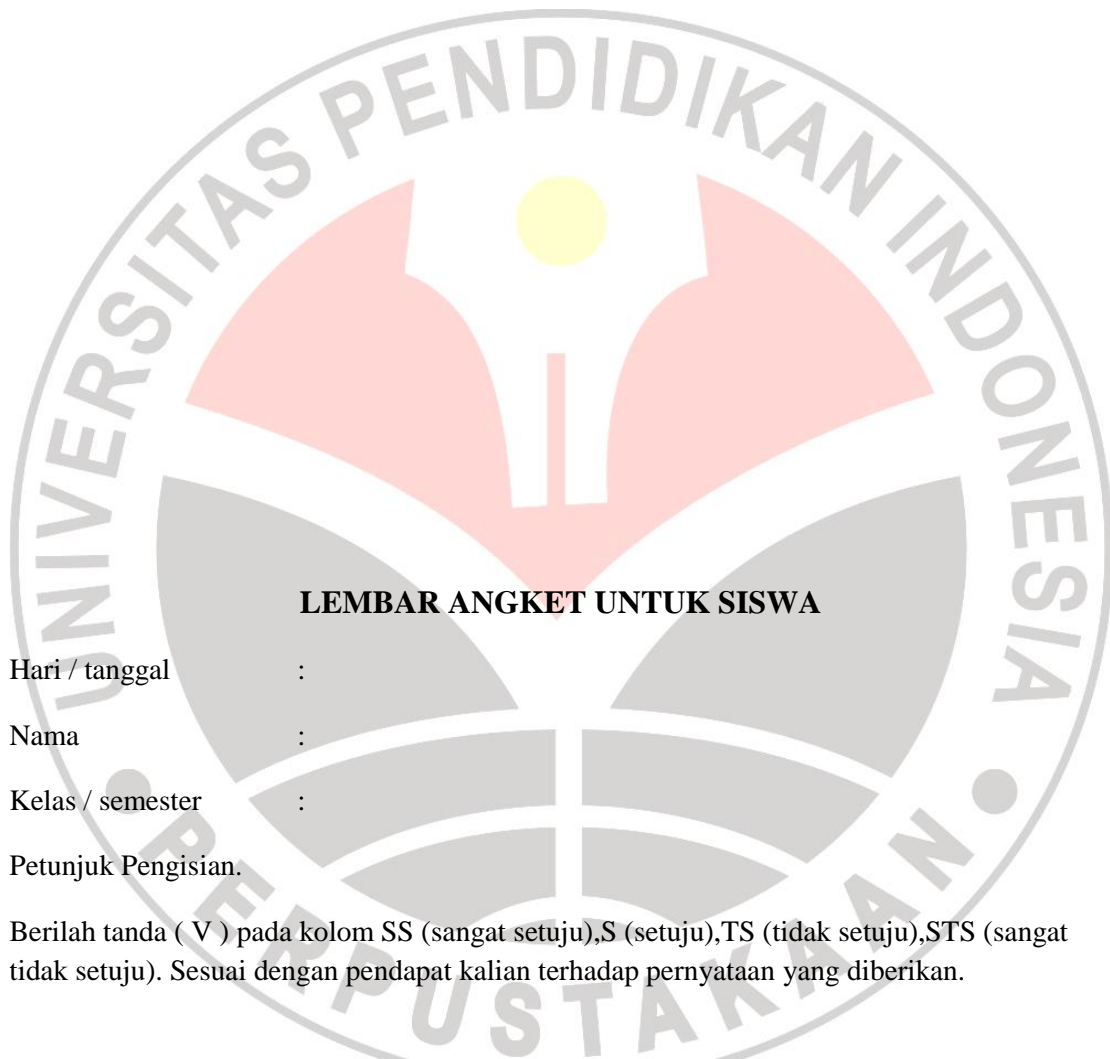 UNIVERSITAS PENDIDIKAN INDONESIA
LEMBAR ANGKET UNTUK SISWA
Hari / tanggal :
Nama :
Kelas / semester :
Petunjuk Pengisian.
Berilah tanda ( V ) pada kolom SS (sangat setuju),S (setuju),TS (tidak setuju),STS (sangat
tidak setuju). Sesuai dengan pendapat kalian terhadap pernyataan yang diberikan.
PERPUSTAKAAN